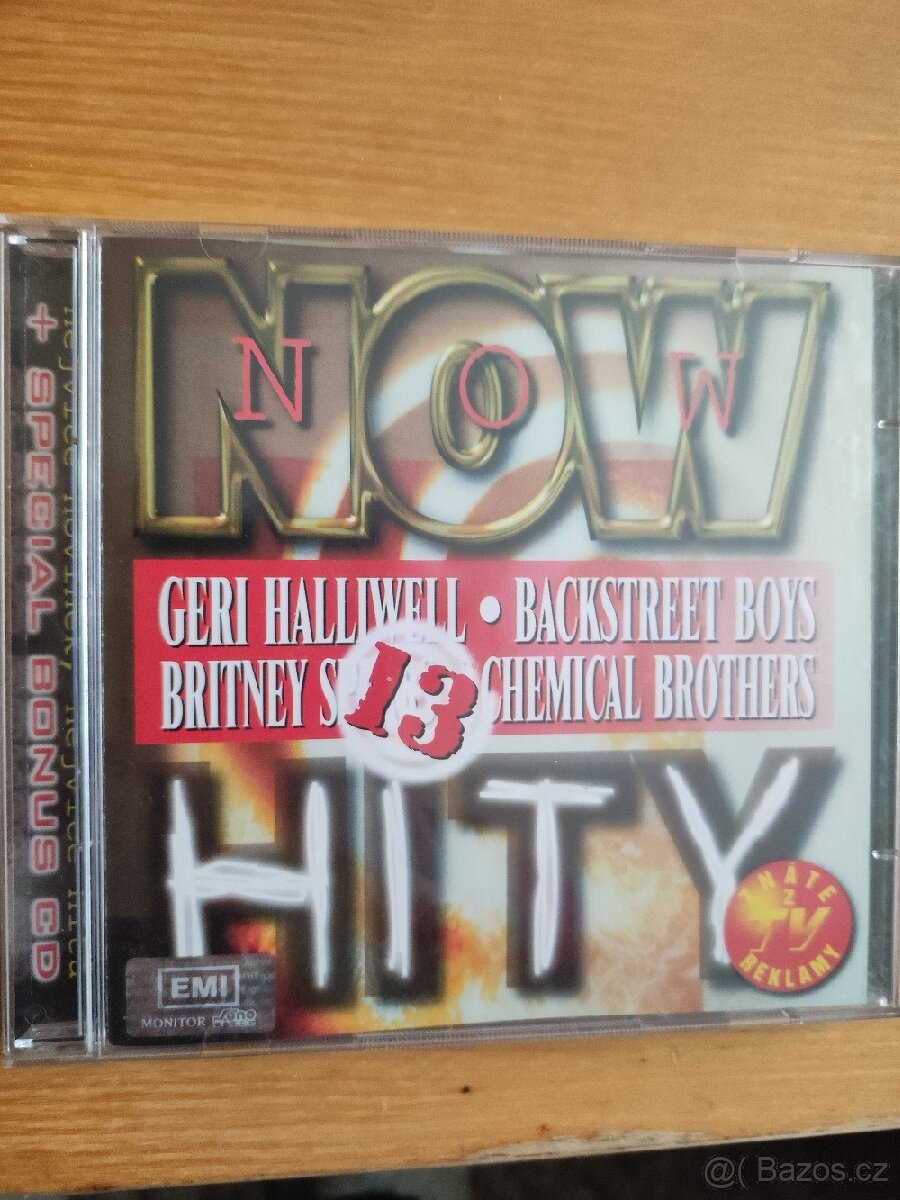 NOW
NOW
GERI HALLIWELL • BACKSTREET BOYS
BRITNEY S CHEMICAL BROTHERS
13
HITY
ZNÁTE
Z
TV
REKLAMY
EMI
MONITOR
+ SPECIAL BONUS CD
@( Bazos.cz